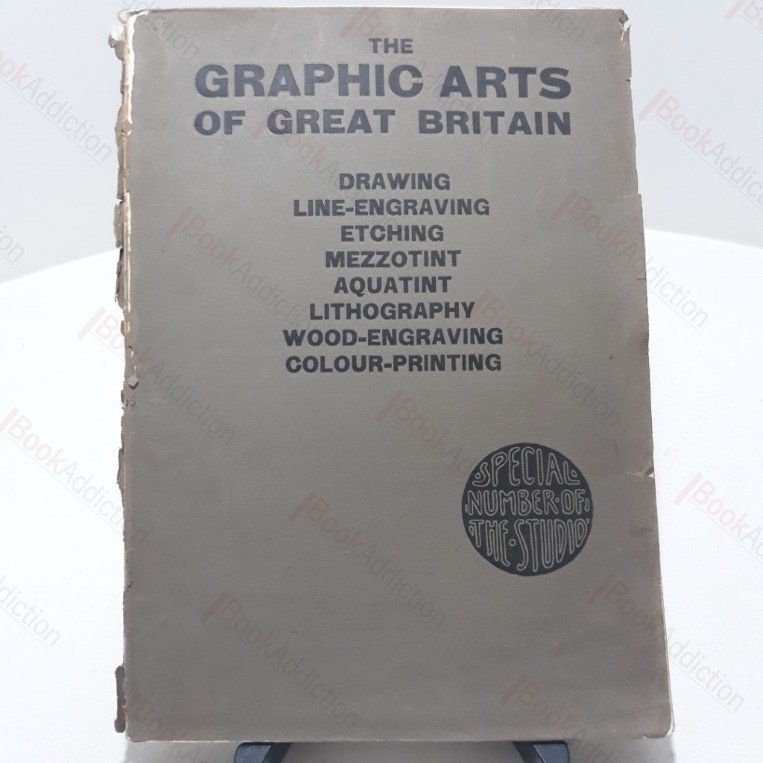 THE
GRAPHIC ARTS
OF GREAT BRITAIN
DRAWING
LINE-ENGRAVING
ETCHING
MEZZOTINT
AQUATINT
LITHOGRAPHY
WOOD-ENGRAVING
COLOUR-PRINTING
·SPECIAL·
·NUMBER·OF·
·THE·STUDIO·
BookAddiction